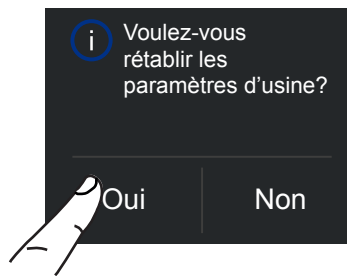 i
Voulez-vous
rétablir les
paramètres d'usine?
Oui
Non